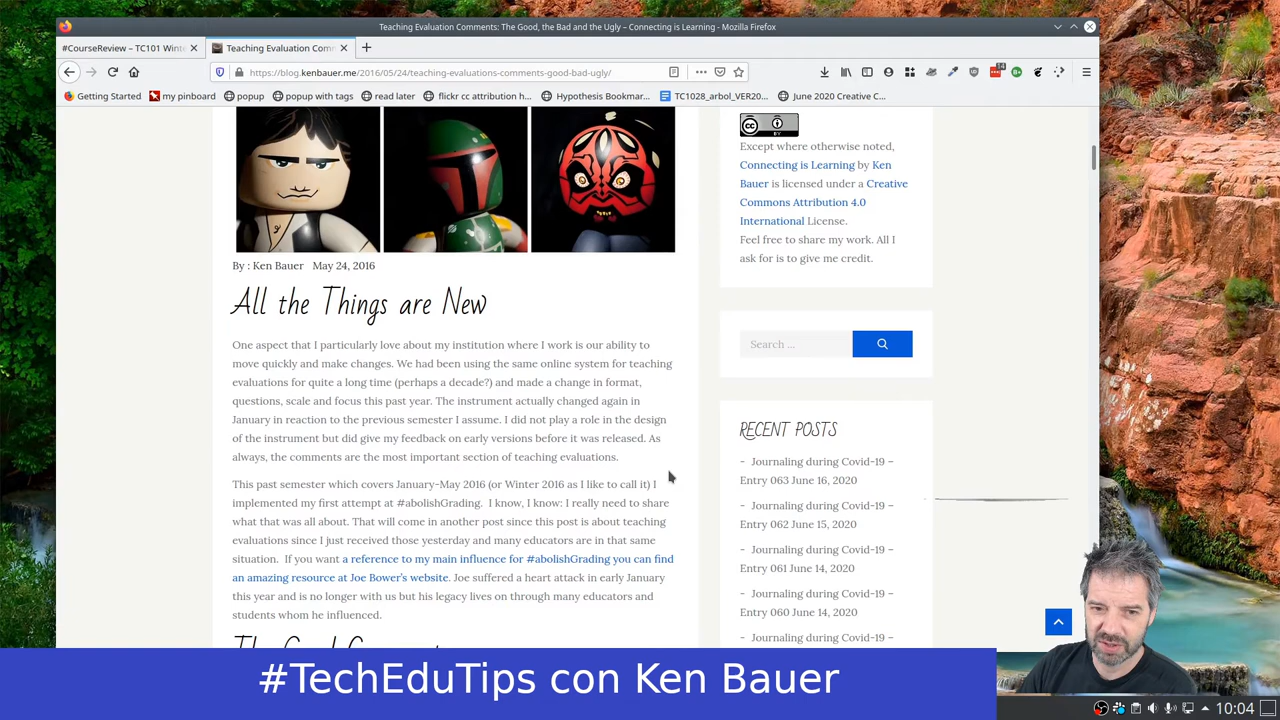 Teaching Evaluation Comments: The Good, the Bad and the Ugly – Connecting is Learning - Mozilla Firefox
#CourseReview – TC101 Winte
Teaching Evaluation Comm
https://blog.kenbauer.me/2016/05/24/teaching-evaluations-comments-good-bad-ugly/
14
Getting Started
my pinboard
popup
popup with tags
read later
flickr cc attribution h...
Hypothesis Bookmar...
TC1028_arbol_VER20...
June 2020 Creative C...
By : Ken Bauer May 24, 2016
All the Things are New
One aspect that I particularly love about my institution where I work is our ability to
move quickly and make changes. We had been using the same online system for teaching
evaluations for quite a long time (perhaps a decade?) and made a change in format,
questions, scale and focus this past year. The instrument actually changed again in
January in reaction to the previous semester I assume. I did not play a role in the design
of the instrument but did give my feedback on early versions before it was released. As
always, the comments are the most important section of teaching evaluations.
This past semester which covers January-May 2016 (or Winter 2016 as I like to call it) I
implemented my first attempt at #abolishGrading. I know, I know: I really need to share
what that was all about. That will come in another post since this post is about teaching
evaluations since I just received those yesterday and many educators are in that same
situation. If you want a reference to my main influence for #abolishGrading you can find
an amazing resource at Joe Bower's website. Joe suffered a heart attack in early January
this year and is no longer with us but his legacy lives on through many educators and
students whom he influenced.
cc
BY
Except where otherwise noted,
Connecting is Learning by Ken
Bauer is licensed under a Creative
Commons Attribution 4.0
International License.
Feel free to share my work. All I
ask for is to give me credit.
Search ...
RECENT POSTS
- Journaling during Covid-19 –
Entry 063 June 16, 2020
- Journaling during Covid-19 –
Entry 062 June 15, 2020
- Journaling during Covid-19 –
Entry 061 June 14, 2020
- Journaling during Covid-19 –
Entry 060 June 14, 2020
- Journaling during Covid-19 –
#TechEduTips con Ken Bauer
10:04